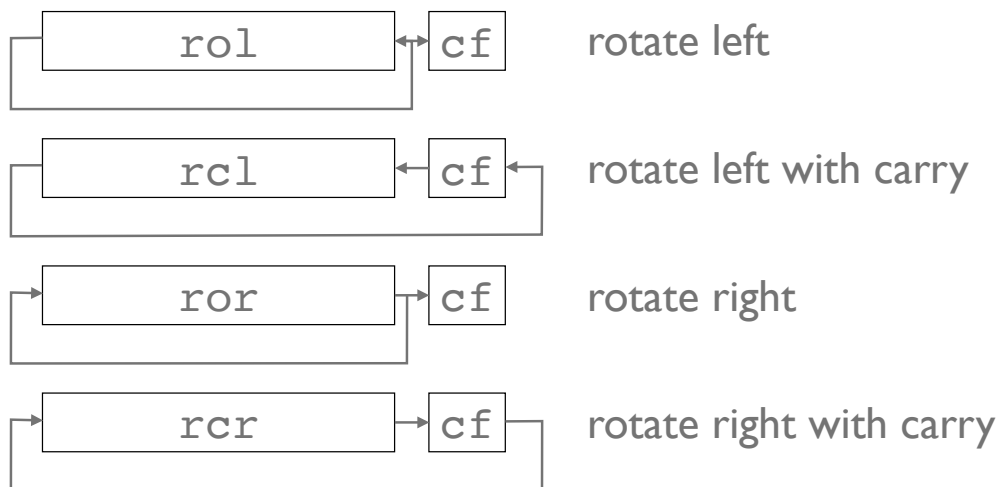 rol cf rotate left
rcl cf rotate left with carry
ror cf rotate right
rcr cf rotate right with carry